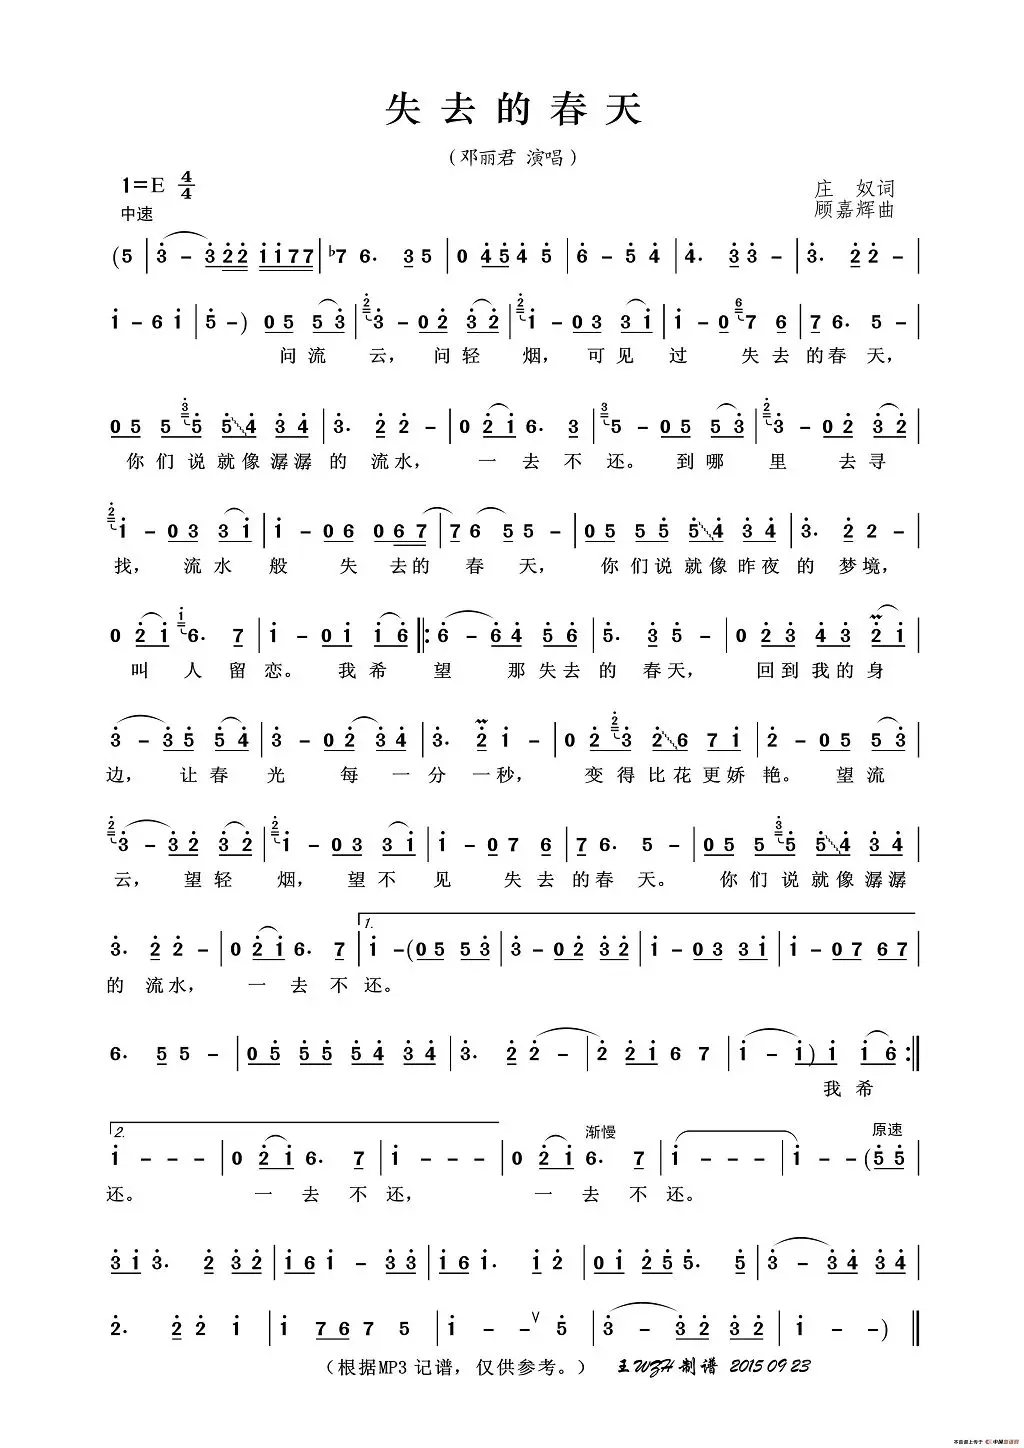 失去的春天
（邓丽君 演唱）
1=E 4/4
中速
庄 奴词
顾嘉辉曲
(5 | 3 - 3 2 2 1 1 7 7 | ♭7 6. 3 5 | 0 4 5 4 5 | 6 - 5 4 | 4. 3 3 - | 3. 2 2 - |
1 - 6 1 | 5 -) 0 5 5 3 | 3 - 0 2 3 2 | 1 - 0 3 3 1 | 1 - 0 7 6 | 7 6. 5 - |
问流 云，问轻 烟，可见 过 失去的春天，
0 5 5 5 5 4 3 4 | 3. 2 2 - | 0 2 1 6. 3 | 5 - 0 5 5 3 | 3 - 0 2 3 2 |
你们说就像潺潺的流水，一去不还。到哪里去寻
1 - 0 3 3 1 | 1 - 0 6 0 6 7 | 7 6 5 5 - | 0 5 5 5 5 4 3 4 | 3. 2 2 - |
找，流水般失去的春天，你们说就像昨夜的梦境，
0 2 1 6. 7 | 1 - 0 1 1 6 |: 6 - 6 4 5 6 | 5. 3 5 - | 0 2 3 4 3 2 1 |
叫人留恋。我希望那失去的春天，回到我的身
3 - 3 5 5 4 | 3 - 0 2 3 4 | 3. 2 1 - | 0 2 3 2 6 7 1 | 2 - 0 5 5 3 |
边，让春光每一分一秒，变得比花更娇艳。望流
3 - 3 2 3 2 | 1 - 0 3 3 1 | 1 - 0 7 6 | 7 6. 5 - | 0 5 5 5 5 4 3 4 |
云，望轻烟，望不见失去的春天。你们说就像潺潺
1.
3. 2 2 - | 0 2 1 6. 7 | 1 - (0 5 5 3 | 3 - 0 2 3 2 | 1 - 0 3 3 1 | 1 - 0 7 6 7 |
的流水，一去不还。
6. 5 5 - | 0 5 5 5 5 4 3 4 | 3. 2 2 - | 2 2 1 6 7 | 1 - 1) 1 1 6 :|
我希
2. 渐慢 原速
1 - - - | 0 2 1 6. 7 | 1 - - - | 0 2 1 6. 7 | 1 - - - | 1 - - (5 5 |
还。一去不还，一去不还。
3 1 3. 2 3 2 | 1 6 1 - 3 3 | 1 6 1. 1 2 | 0 1 2 5 5. 5 | 3 - 3 4 3 4 |
2. 2 2 1 | 1 7 6 7 5 | 1 - - ∨ 5 | 3 - 3 2 3 2 | 1 - -) ‖
（根据MP3 记谱，仅供参考。） 王WZH 制谱 2015 09 23